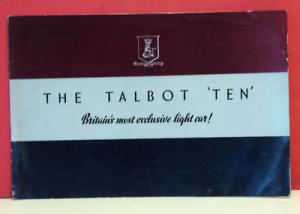 THE TALBOT 'TEN'
Britain's most exclusive light car!